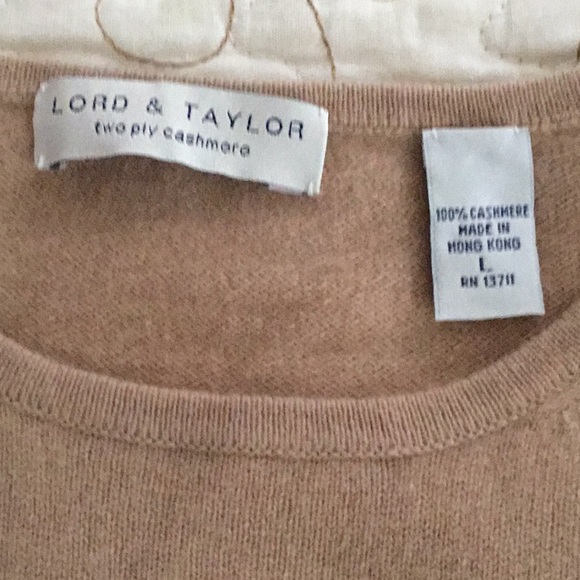 LORD & TAYLOR
two ply cashmere
100% CASHMERE
MADE IN
HONG KONG
L
RN 13711